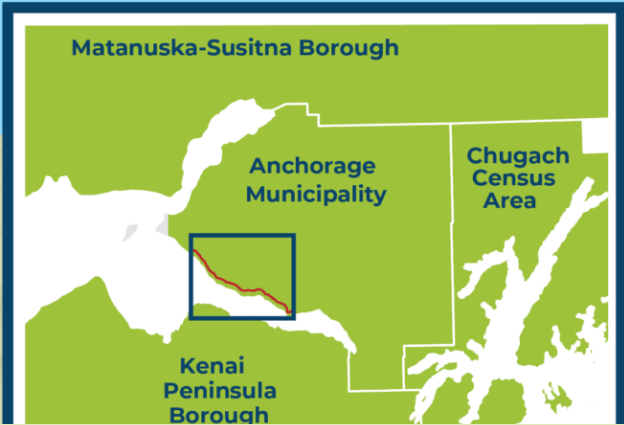 Matanuska-Susitna Borough
Anchorage
Municipality
Chugach
Census
Area
Kenai
Peninsula
Borough